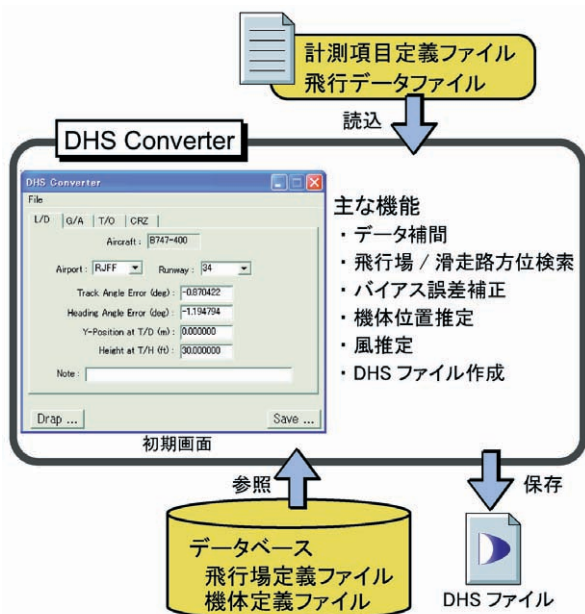 計測項目定義ファイル
飛行データファイル
読込
DHS Converter
DHS Converter
File
L/D G/A T/O CRZ
Aircraft : B747-400
Airport : RJFF Runway : 34
Track Angle Error (deg) : -0.870422
Heading Angle Error (deg) : -1.194794
Y-Position at T/D (m) : 0.000000
Height at T/H (ft) : 30.000000
Note :
Drap ... Save ...
初期画面
主な機能
・データ補間
・飛行場 / 滑走路方位検索
・バイアス誤差補正
・機体位置推定
・風推定
・DHS ファイル作成
参照
保存
データベース
飛行場定義ファイル
機体定義ファイル
DHS ファイル